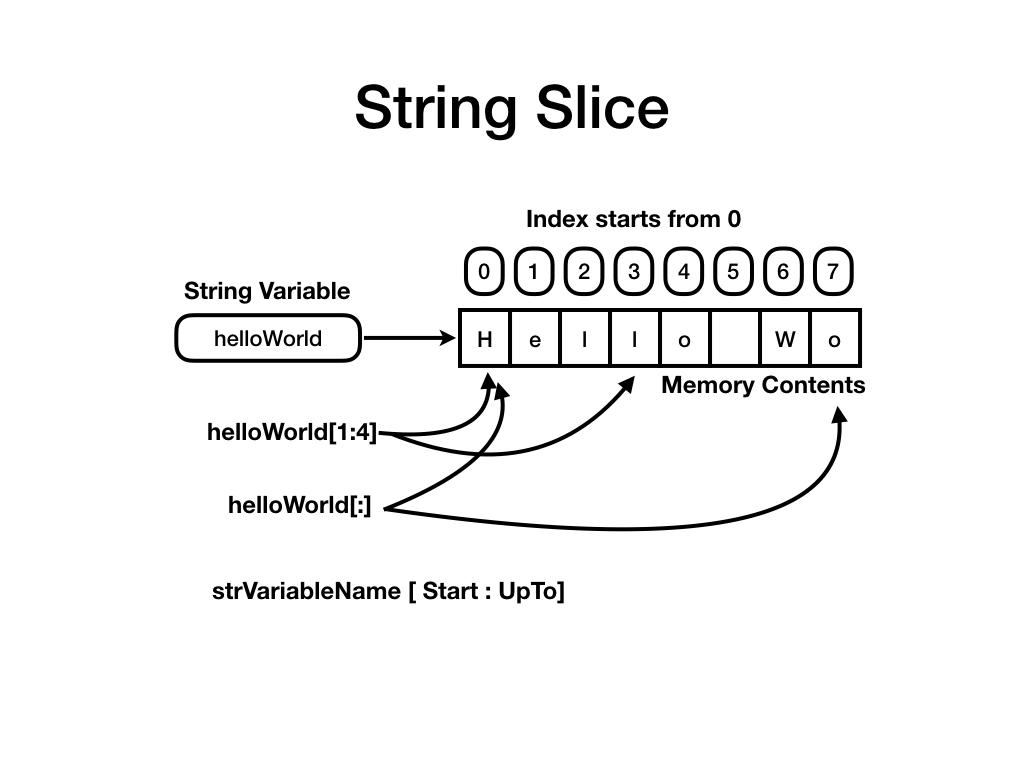 String Slice
Index starts from 0
0 1 2 3 4 5 6 7
String Variable
helloWorld
H e l l o W o
Memory Contents
helloWorld[1:4]
helloWorld[:]
strVariableName [ Start : UpTo]